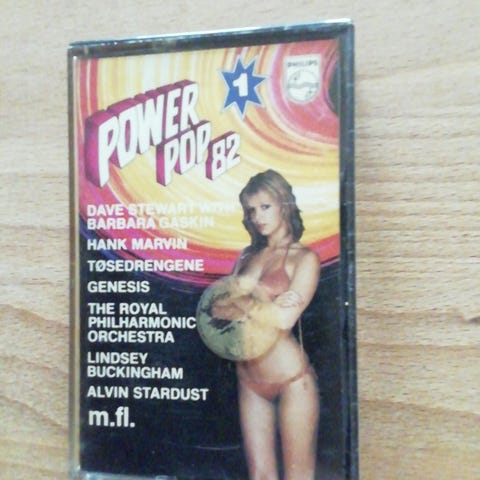 PHILIPS
1
POWER
POP 82
DAVE STEWART WITH
BARBARA GASKIN
HANK MARVIN
TØSEDRENGENE
GENESIS
THE ROYAL
PHILHARMONIC
ORCHESTRA
LINDSEY
BUCKINGHAM
ALVIN STARDUST
m.fl.